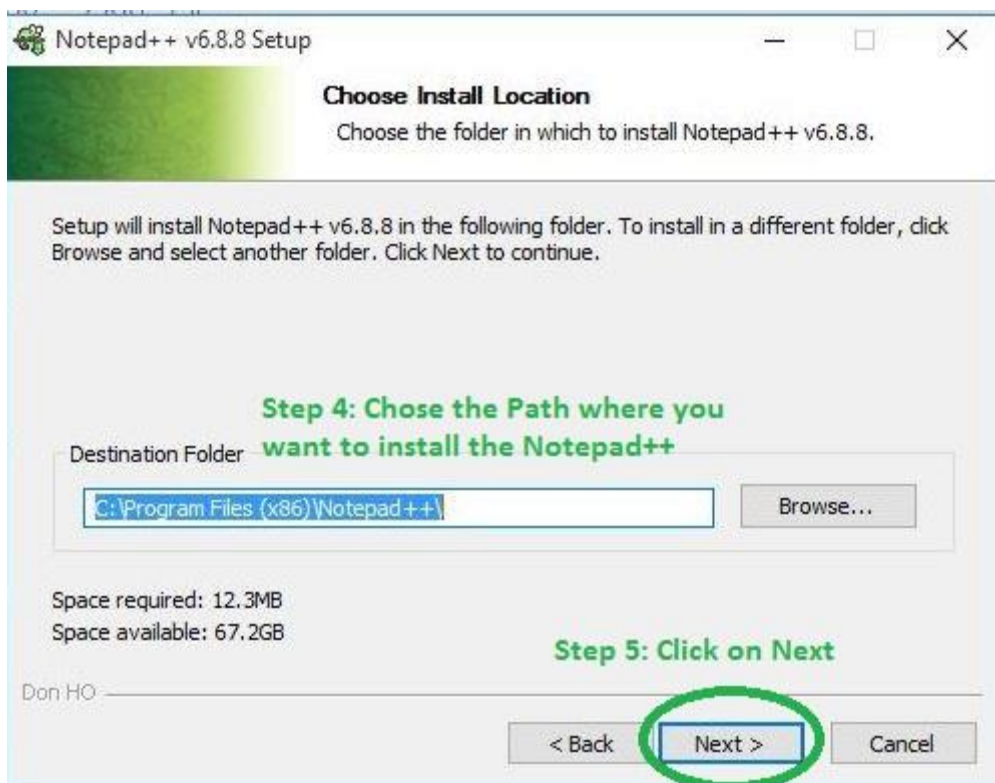 Notepad++ v6.8.8 Setup
Choose Install Location
Choose the folder in which to install Notepad++ v6.8.8.
Setup will install Notepad++ v6.8.8 in the following folder. To install in a different folder, click
Browse and select another folder. Click Next to continue.
Step 4: Chose the Path where you
want to install the Notepad++
Destination Folder
C:\Program Files (x86)\Notepad++\
Browse...
Space required: 12.3MB
Space available: 67.2GB
Step 5: Click on Next
Don HO
< Back
Next >
Cancel